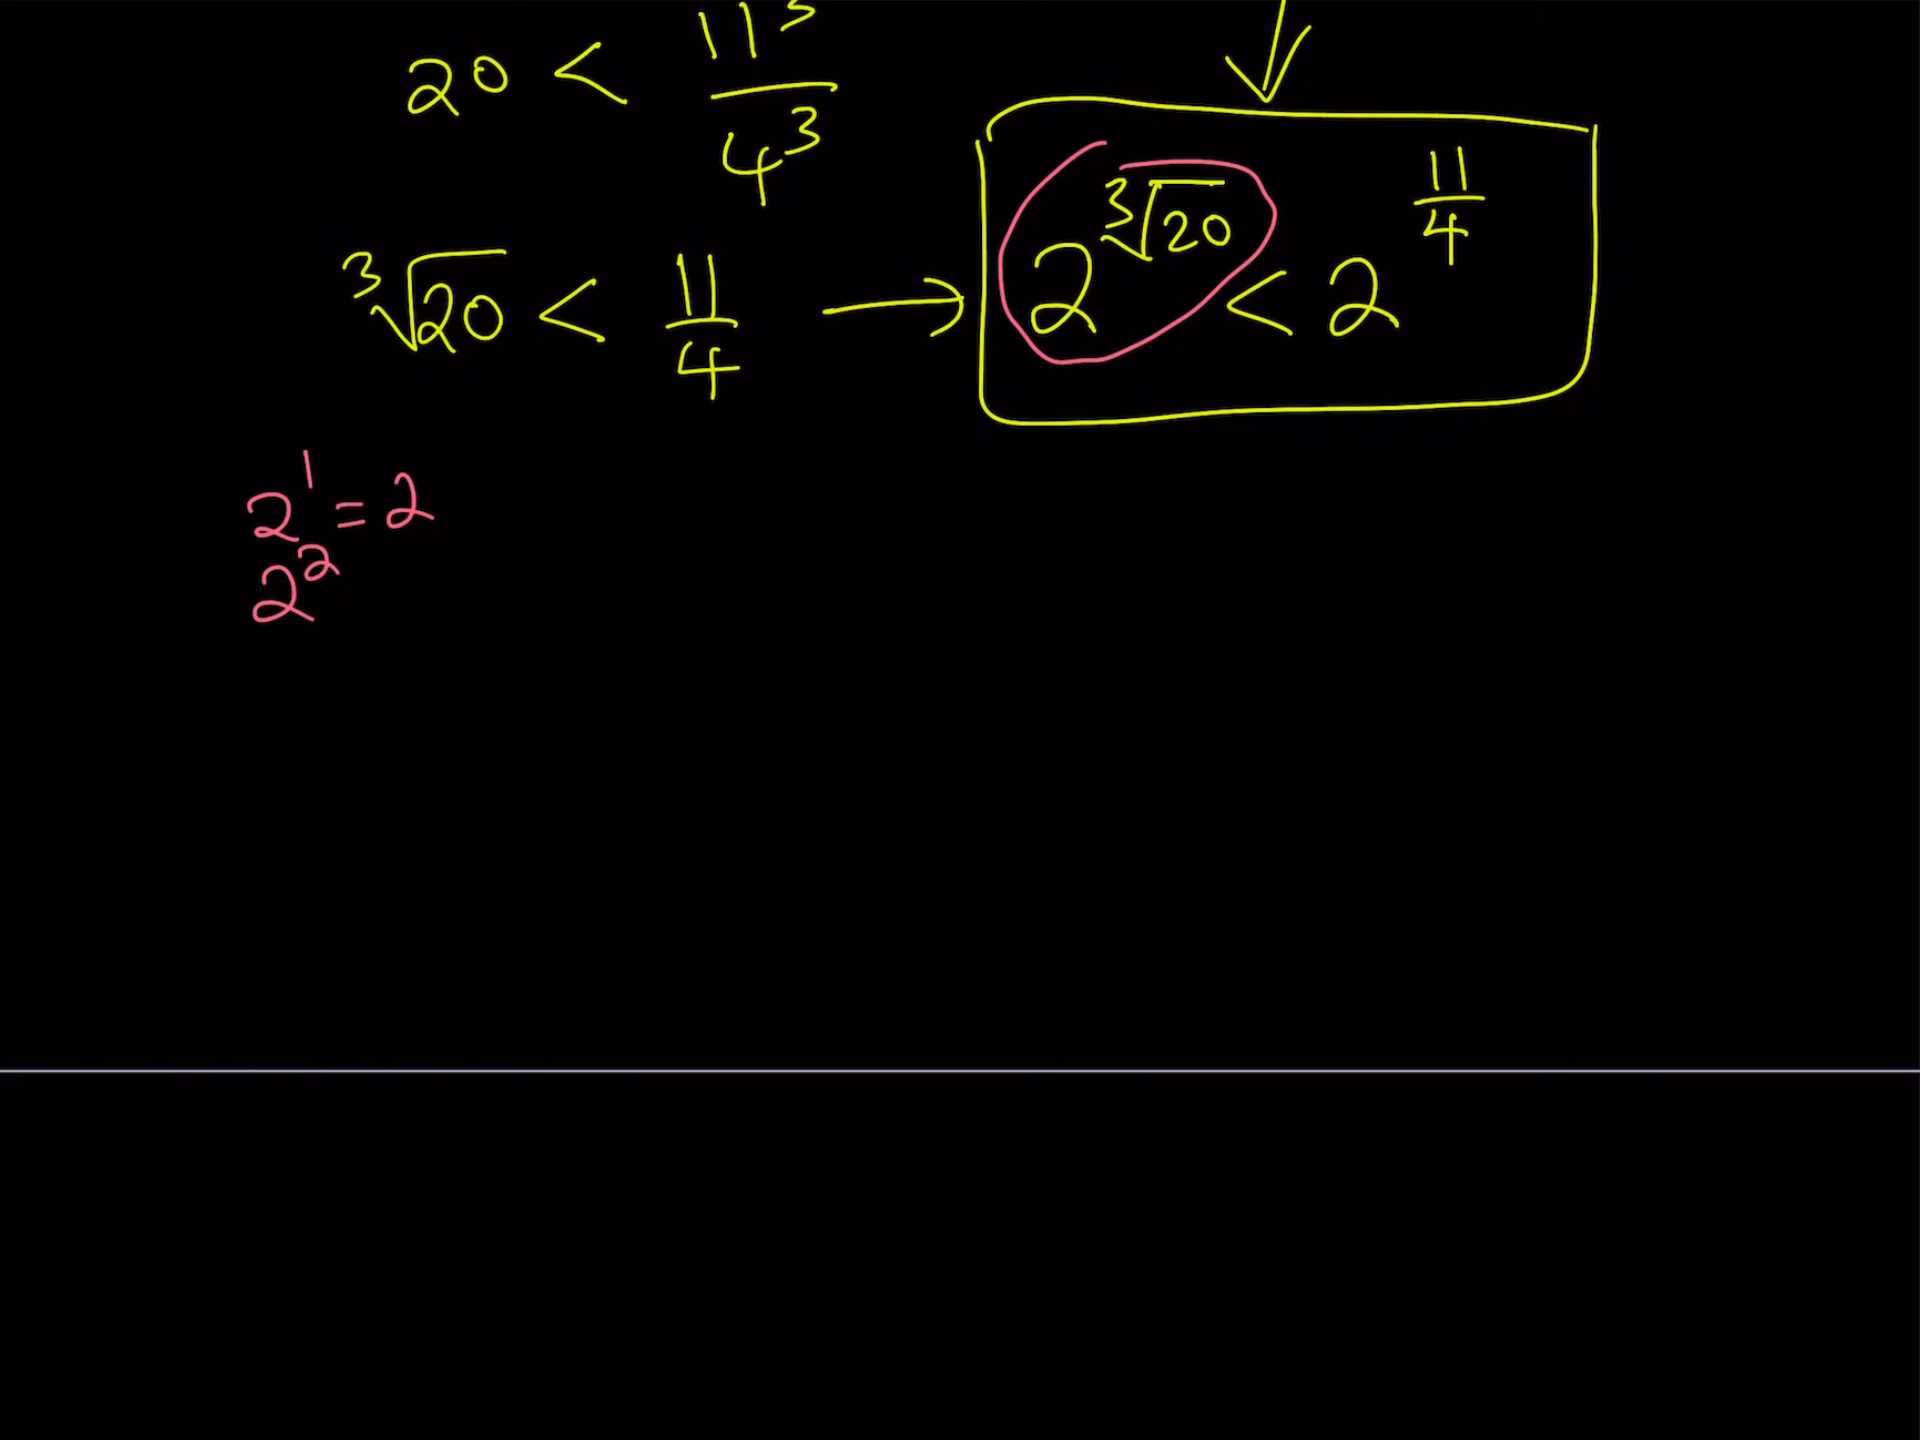 20 < 11³/4³
∛20 < 11/4 → 2^∛20 < 2^(11/4)
2¹ = 2
2²